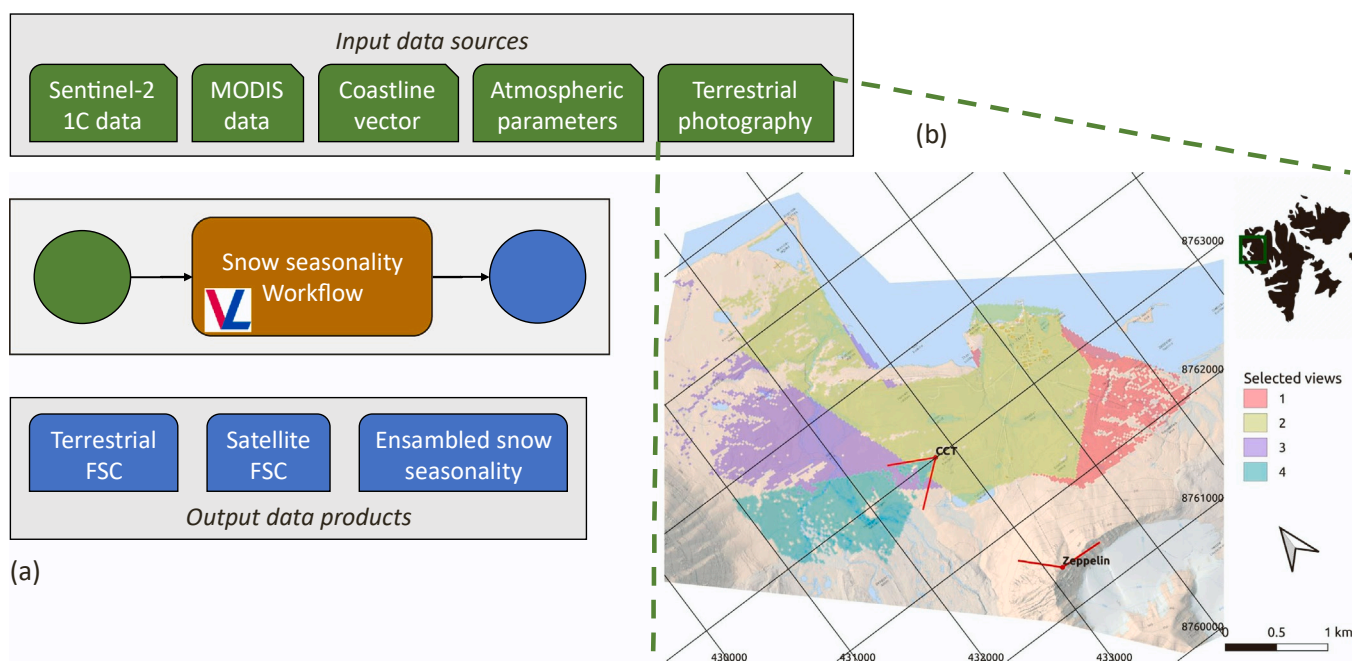 Input data sources
Sentinel-2
1C data
MODIS
data
Coastline
vector
Atmospheric
parameters
Terrestrial
photography
(b)
Snow seasonality
Workflow
VL
Terrestrial
FSC
Satellite
FSC
Ensambled snow
seasonality
Output data products
(a)
8763000
8762000
8761000
8760000
430000
431000
432000
433000
CCT
Zeppelin
Selected views
1
2
3
4
0 0.5 1 km